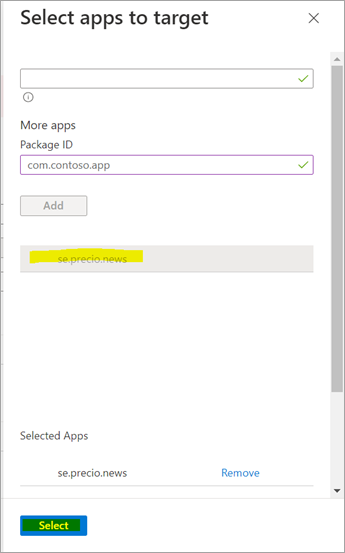 Select apps to target
More apps
Package ID
com.contoso.app
Add
se.precio.news
Selected Apps
se.precio.news Remove
Select